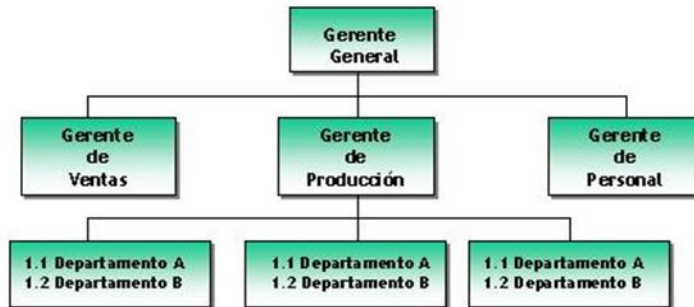 Gerente
General
Gerente
de
Ventas
Gerente
de
Producción
Gerente
de
Personal
1.1 Departamento A
1.2 Departamento B
1.1 Departamento A
1.2 Departamento B
1.1 Departamento A
1.2 Departamento B